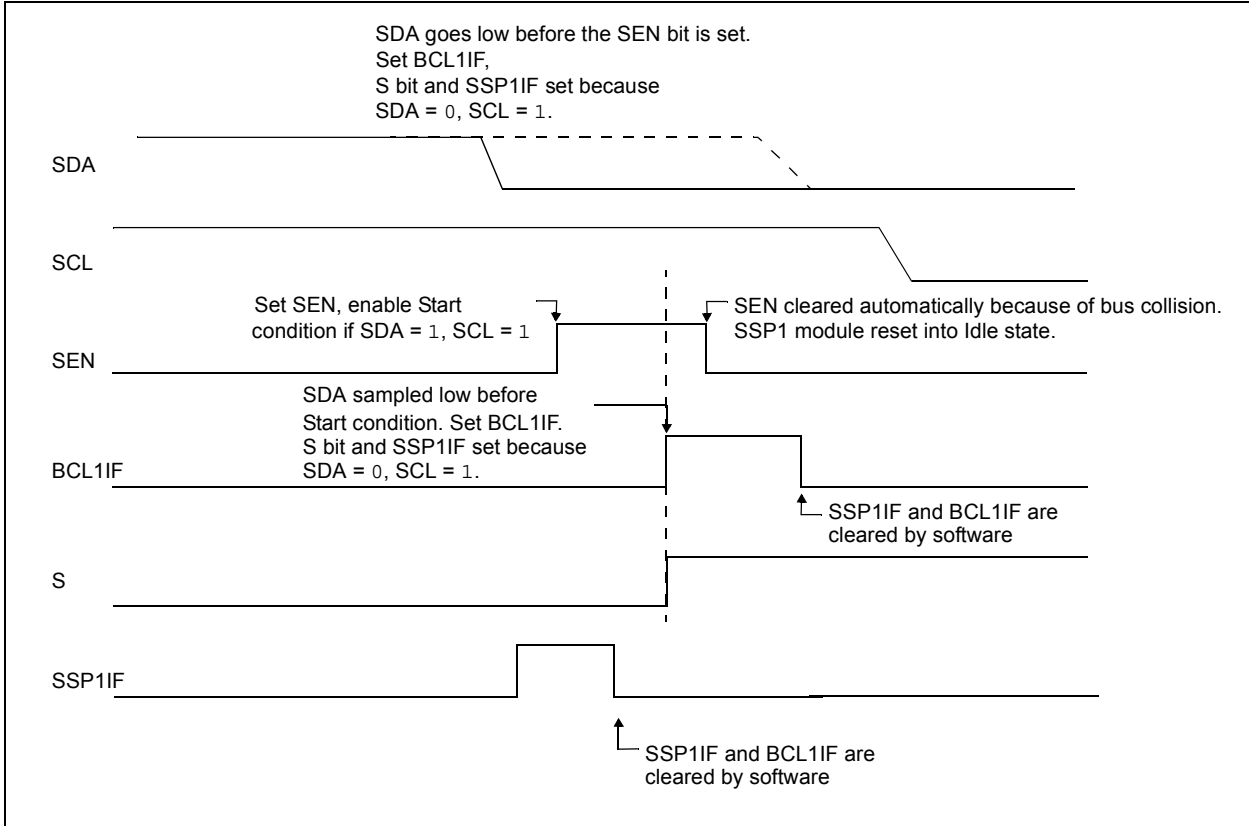 SDA goes low before the SEN bit is set.
Set BCL1IF,
S bit and SSP1IF set because
SDA = 0, SCL = 1.
SDA
SCL
Set SEN, enable Start
condition if SDA = 1, SCL = 1
SEN cleared automatically because of bus collision.
SSP1 module reset into Idle state.
SEN
SDA sampled low before
Start condition. Set BCL1IF.
S bit and SSP1IF set because
SDA = 0, SCL = 1.
BCL1IF
SSP1IF and BCL1IF are
cleared by software
S
SSP1IF
SSP1IF and BCL1IF are
cleared by software